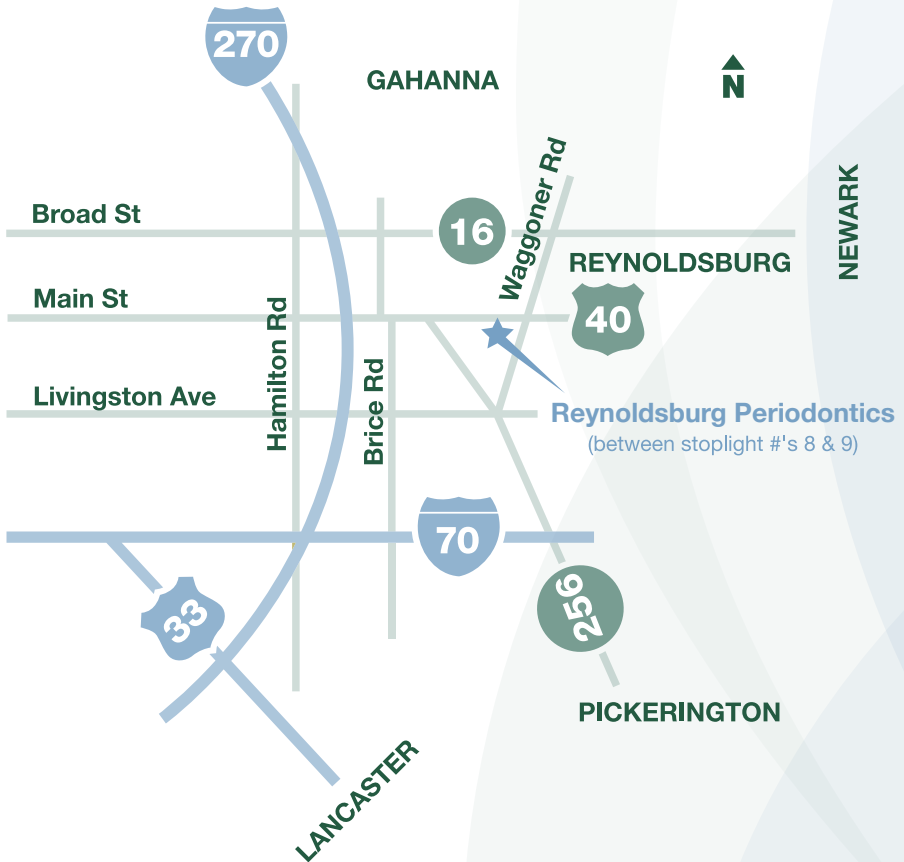 270
GAHANNA
N
Waggoner Rd
NEWARK
Broad St
16
REYNOLDSBURG
Main St
40
Hamilton Rd
Brice Rd
Livingston Ave
Reynoldsburg Periodontics
(between stoplight #'s 8 & 9)
70
33
256
PICKERINGTON
LANCASTER